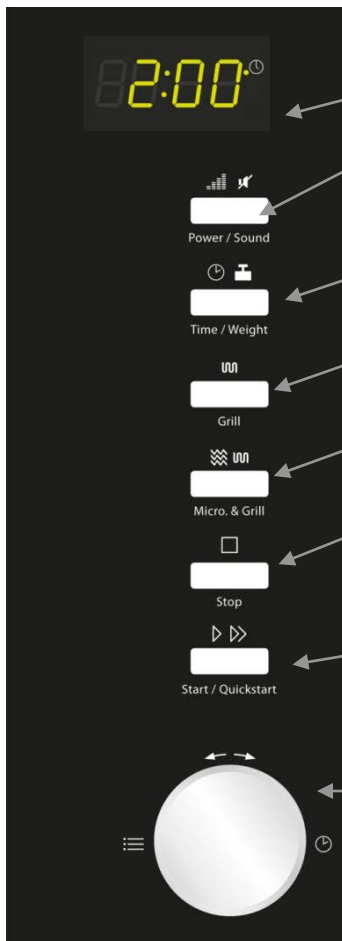 2:00
Power / Sound
Time / Weight
Grill
Micro. & Grill
Stop
Start / Quickstart